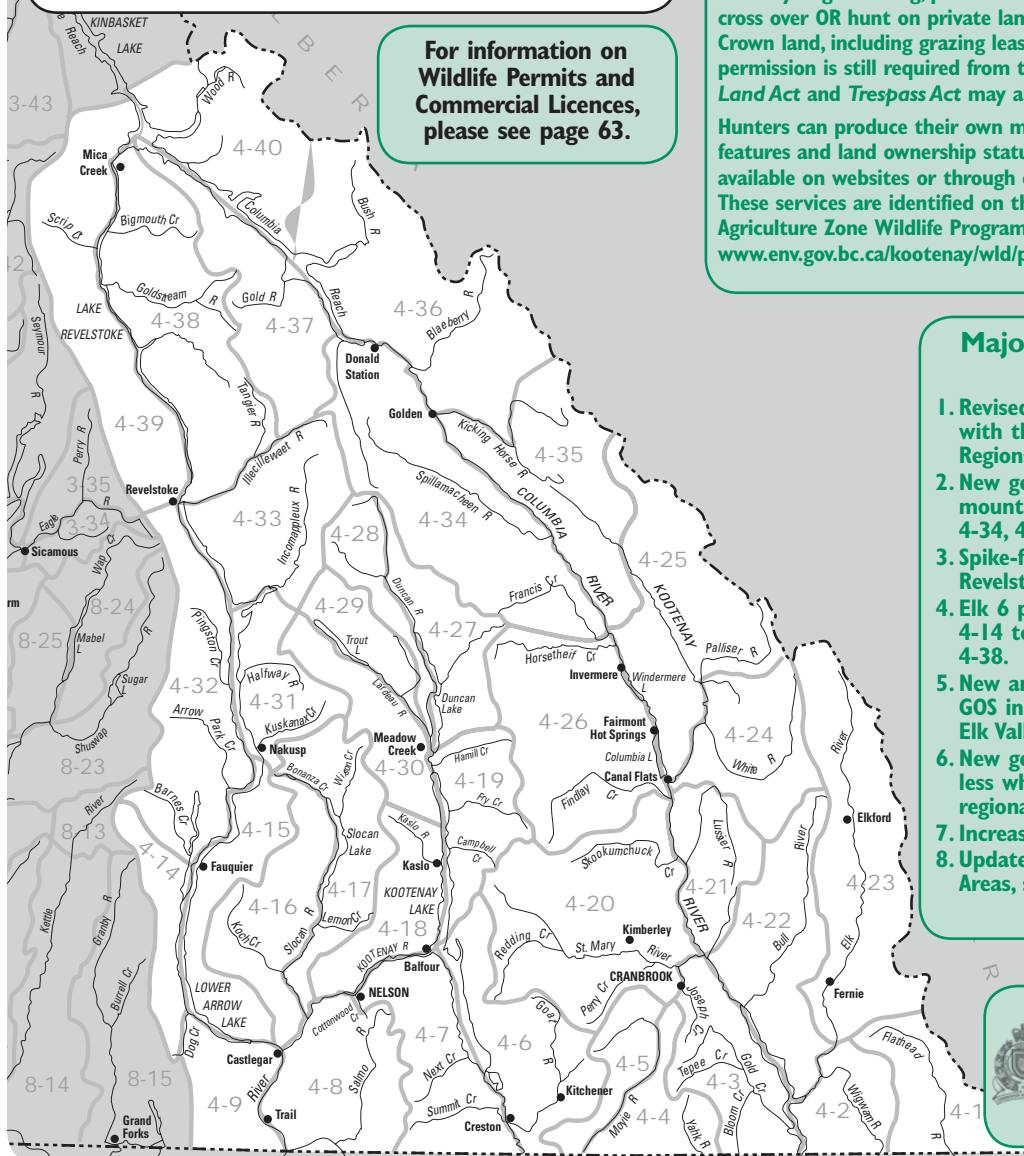 KINBASKET
LAKE
Reach
For information on
Wildlife Permits and
Commercial Licences,
please see page 63.
cross over OR hunt on private lan
Crown land, including grazing leas
permission is still required from t
Land Act and Trespass Act may a
Hunters can produce their own m
features and land ownership statu
available on websites or through
These services are identified on th
Agriculture Zone Wildlife Program
www.env.gov.bc.ca/kootenay/wld/p
Majo
1. Revised
with th
Region
2. New ge
mount
4-34, 4
3. Spike-f
Revelst
4. Elk 6 p
4-14 to
4-38.
5. New an
GOS in
Elk Vall
6. New ge
less wh
regiona
7. Increas
8. Update
Areas, s
B
E
R
R
3-43
Wood R
4-40
Mica
Creek
Columbia
Bush R
Scrip Cr
Bigmouth Cr
42
Goldstream R
Gold R
Reach
4-36
Blaeberry R
LAKE
REVELSTOKE
4-38
4-37
Seymour R
Donald
Station
Tangier R
Golden
4-39
Perry R
Illecillewaet R
Kicking Horse R
4-35
3-35
Revelstoke
Spillamacheen R
COLUMBIA
Eagle R
3-34
4-33
Incomappleux R
4-28
4-34
Sicamous
Wap Cr
4-25
rm
8-24
4-29
Duncan R
Francis Cr
RIVER
KOOTENAY
8-25
Mabel
L
Pingston Cr
Trout
L
4-27
Horsethief Cr
Palliser R
Sugar
L
R
4-32
Halfway R
4-31
Lardeau R
Invermere
Windermere
L
Duncan
Lake
Arrow Park Cr
Kuskanax Cr
4-26
Fairmont
Hot Springs
4-24
River
Shuswap
Nakusp
Meadow
Creek
8-23
Bonanza Cr
Wilson Cr
4-30
Hamill Cr
Columbia L
White R
4-19
Canal Flats
River
Barnes Cr
Fry Cr
Findlay Cr
8-13
4-15
Slocan
Lake
Kaslo R
Campbell
Cr
Lussier R
River
Elkford
4-14
Fauquier
Kaslo
Skookumchuck
Cr
4-17
KOOTENAY
LAKE
4-21
4-23
4-16
4-20
Kettle
Granby R
Koch Cr
Slocan R
Lemon Cr
4-18
Redding Cr
Kimberley
RIVER
4-22
St. Mary River
Bull
Elk
KOOTENAY R
Balfour
CRANBROOK
Burrell Cr
LOWER
ARROW
LAKE
NELSON
Perry Cr
Joseph Cr
Fernie
Cottonwood
Cr
Goat R
Dog Cr
4-7
4-6
Flathead
Castlegar
4-5
Tepee Cr
Gold Cr
8-14
8-15
River
4-8
Salmo R
Next Cr
4-3
4-9
Kitchener
Summit Cr
Moyie R
4-4
Bloom Cr
4-2
Wigwam R
4-1
R
Trail
Creston
Yahk R
Grand
Forks